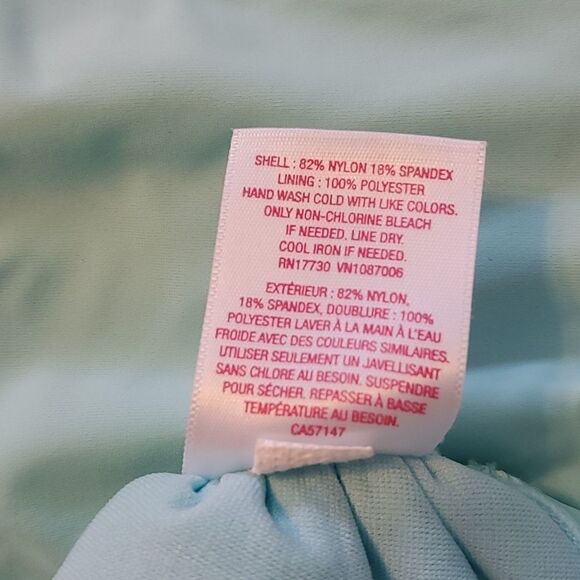 SHELL : 82% NYLON 18% SPANDEX
LINING : 100% POLYESTER
HAND WASH COLD WITH LIKE COLORS.
ONLY NON-CHLORINE BLEACH
IF NEEDED. LINE DRY.
COOL IRON IF NEEDED.
RN17730 VN1087006
EXTÉRIEUR : 82% NYLON,
18% SPANDEX, DOUBLURE : 100%
POLYESTER LAVER À LA MAIN À L'EAU
FROIDE AVEC DES COULEURS SIMILAIRES.
UTILISER SEULEMENT UN JAVELLISANT
SANS CHLORE AU BESOIN. SUSPENDRE
POUR SÉCHER. REPASSER À BASSE
TEMPÉRATURE AU BESOIN.
CA57147